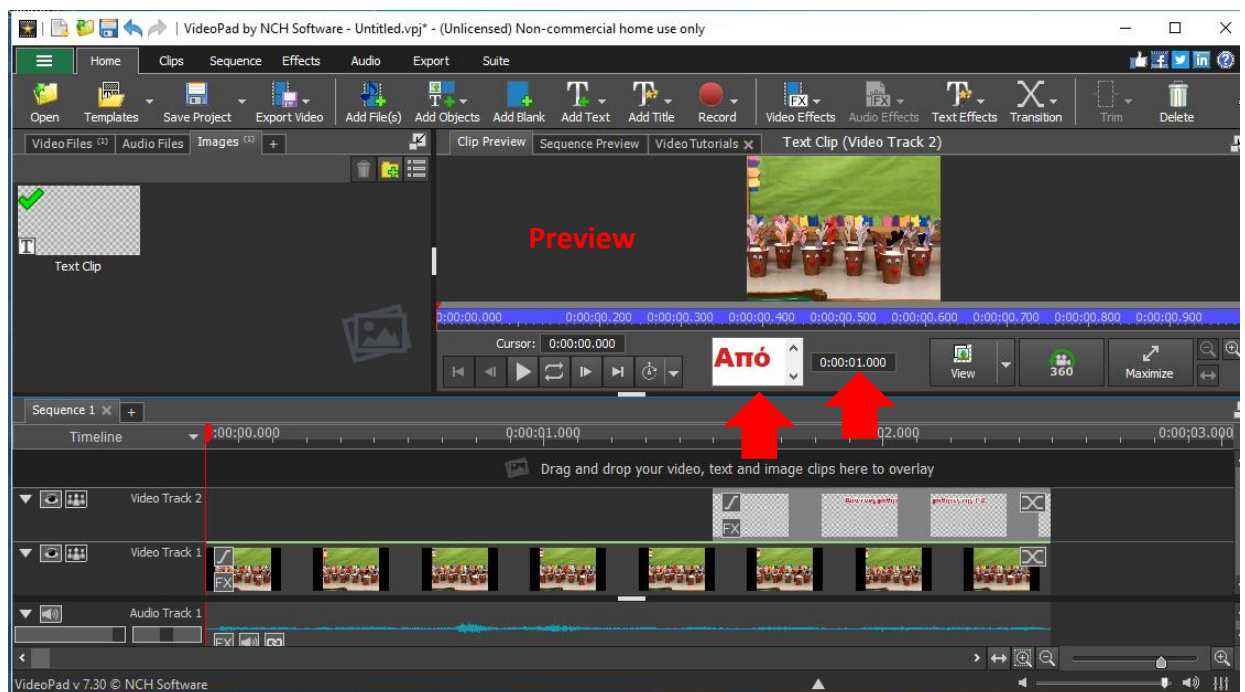 VideoPad by NCH Software - Untitled.vpj* - (Unlicensed) Non-commercial home use only
Home Clips Sequence Effects Audio Export Suite
Open Templates Save Project Export Video Add File(s) Add Objects Add Blank Add Text Add Title Record Video Effects Audio Effects Text Effects Transition Trim Delete
Video Files (1) Audio Files Images (1) + Clip Preview Sequence Preview Video Tutorials Text Clip (Video Track 2)
Preview
T
Text Clip
0:00:00.000 0:00:00.200 0:00:00.300 0:00:00.400 0:00:00.500 0:00:00.600 0:00:00.700 0:00:00.800 0:00:00.900
Cursor: 0:00:00.000
Από 0:00:01.000
View 360 Maximize
Sequence 1 +
Timeline :00:00.000 0:00:01.000 02.000 0:00:03.000
Drag and drop your video, text and image clips here to overlay
Video Track 2
FX
Video Track 1
FX
Audio Track 1
FX
VideoPad v 7.30 © NCH Software